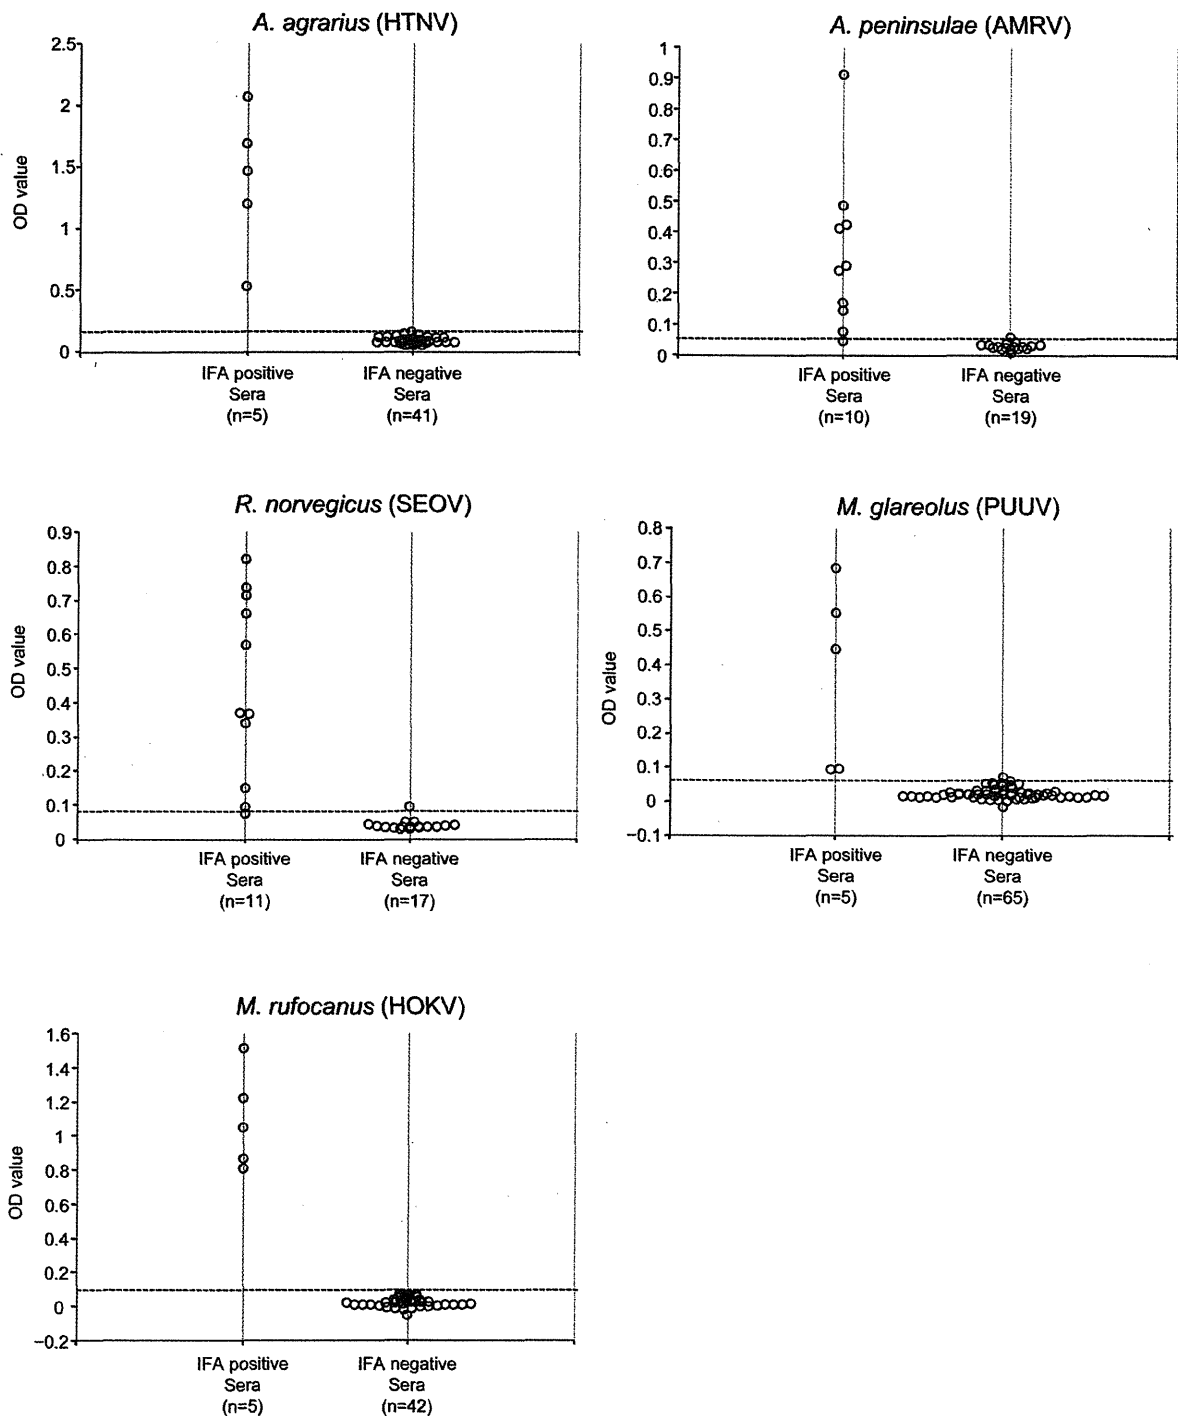 A. agrarius (HTNV)
OD value
2.5
2
1.5
1
0.5
0
IFA positive
Sera
(n=5)
IFA negative
Sera
(n=41)
A. peninsulae (AMRV)
1
0.9
0.8
0.7
0.6
0.5
0.4
0.3
0.2
0.1
0
IFA positive
Sera
(n=10)
IFA negative
Sera
(n=19)
R. norvegicus (SEOV)
OD value
0.9
0.8
0.7
0.6
0.5
0.4
0.3
0.2
0.1
0
IFA positive
Sera
(n=11)
IFA negative
Sera
(n=17)
M. glareolus (PUUV)
OD value
0.8
0.7
0.6
0.5
0.4
0.3
0.2
0.1
0
−0.1
IFA positive
Sera
(n=5)
IFA negative
Sera
(n=65)
M. rufocanus (HOKV)
OD value
1.6
1.4
1.2
1
0.8
0.6
0.4
0.2
0
−0.2
IFA positive
Sera
(n=5)
IFA negative
Sera
(n=42)